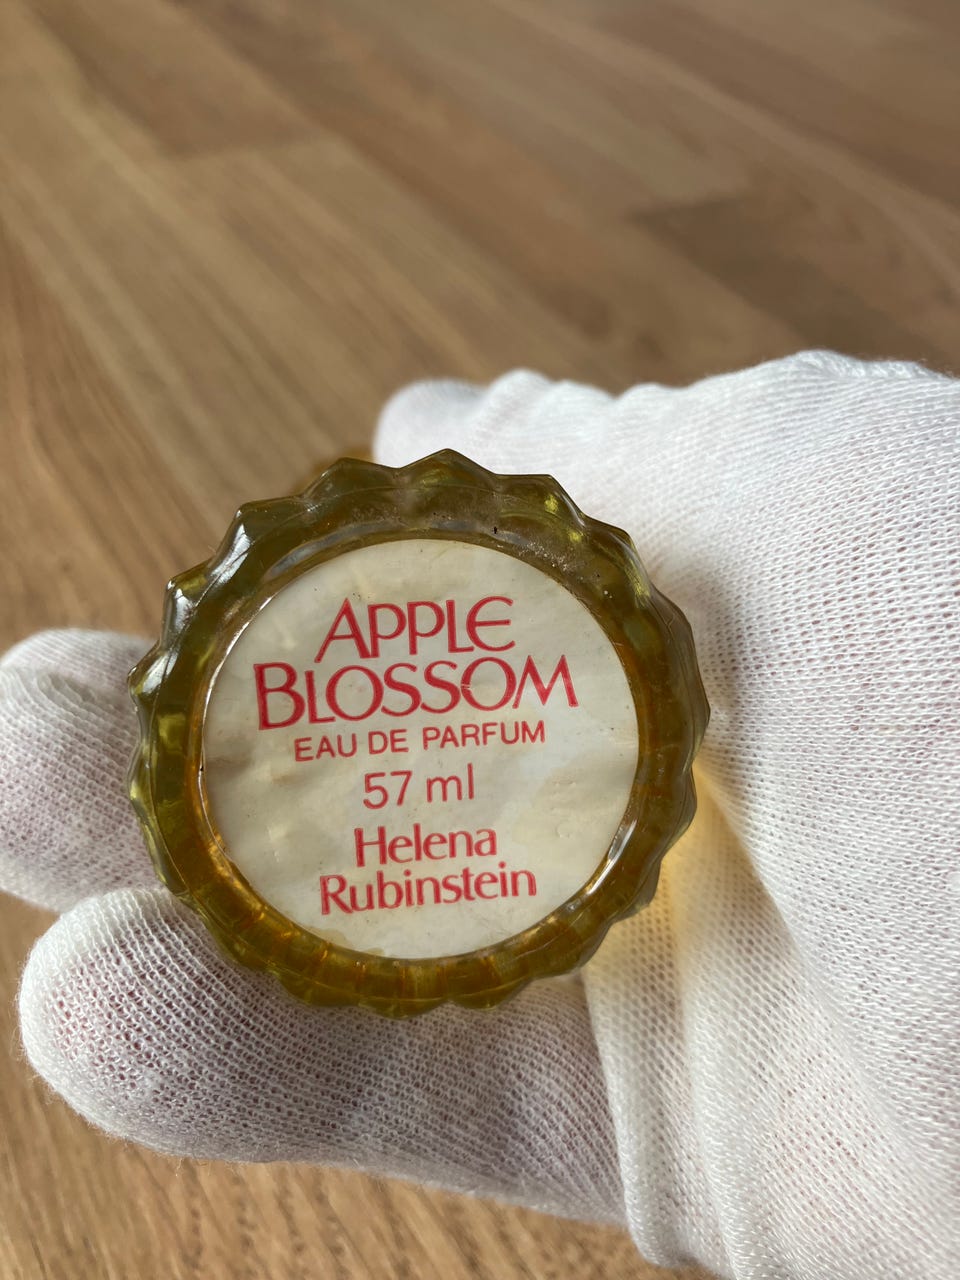 APPLE
BLOSSOM
EAU DE PARFUM
57 ml
Helena
Rubinstein